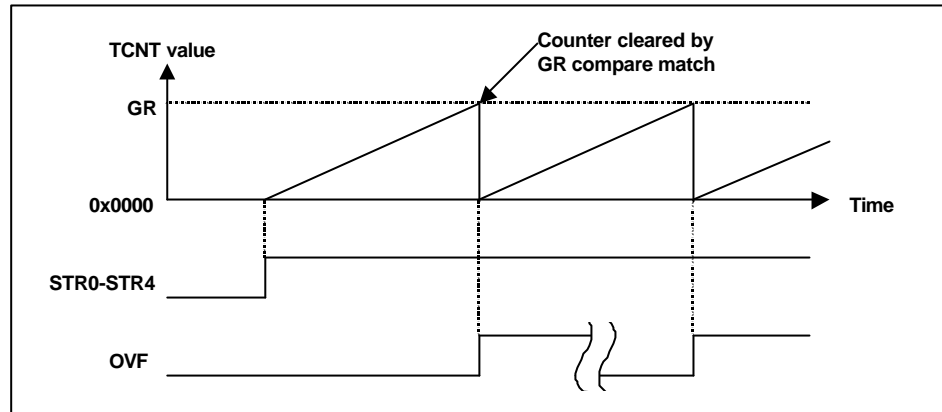 Counter cleared by
GR compare match
TCNT value
GR
0x0000
Time
STR0-STR4
OVF